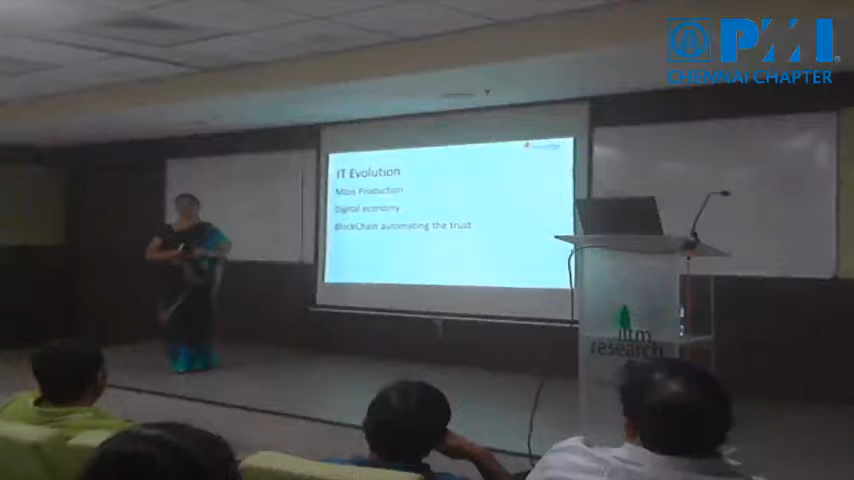 PMI
CHENNAI CHAPTER
IT Evolution
Mass Production
Digital economy
BlockChain automating the trust
iitm
research